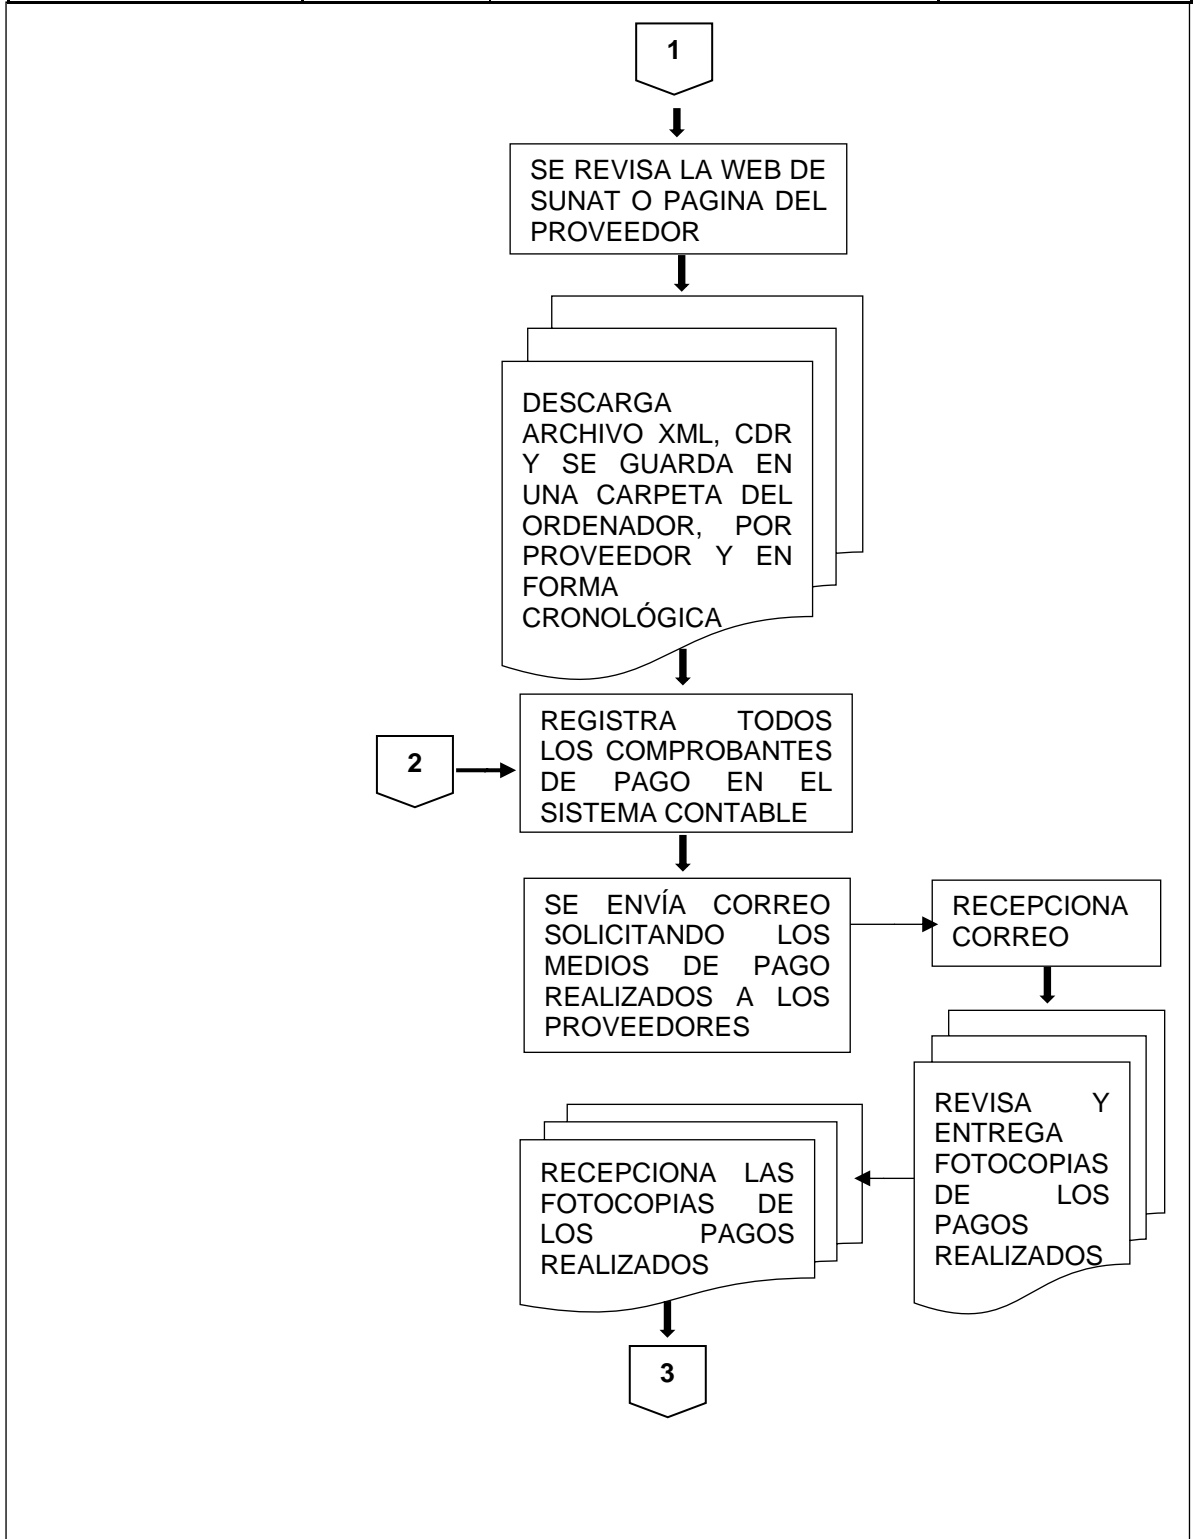 1
SE REVISA LA WEB DE
SUNAT O PAGINA DEL
PROVEEDOR
DESCARGA
ARCHIVO XML, CDR
Y SE GUARDA EN
UNA CARPETA DEL
ORDENADOR, POR
PROVEEDOR Y EN
FORMA
CRONOLÓGICA
2
REGISTRA TODOS
LOS COMPROBANTES
DE PAGO EN EL
SISTEMA CONTABLE
SE ENVÍA CORREO
SOLICITANDO LOS
MEDIOS DE PAGO
REALIZADOS A LOS
PROVEEDORES
RECEPCIONA
CORREO
REVISA Y
ENTREGA
FOTOCOPIAS
DE LOS
PAGOS
REALIZADOS
RECEPCIONA LAS
FOTOCOPIAS DE
LOS PAGOS
REALIZADOS
3